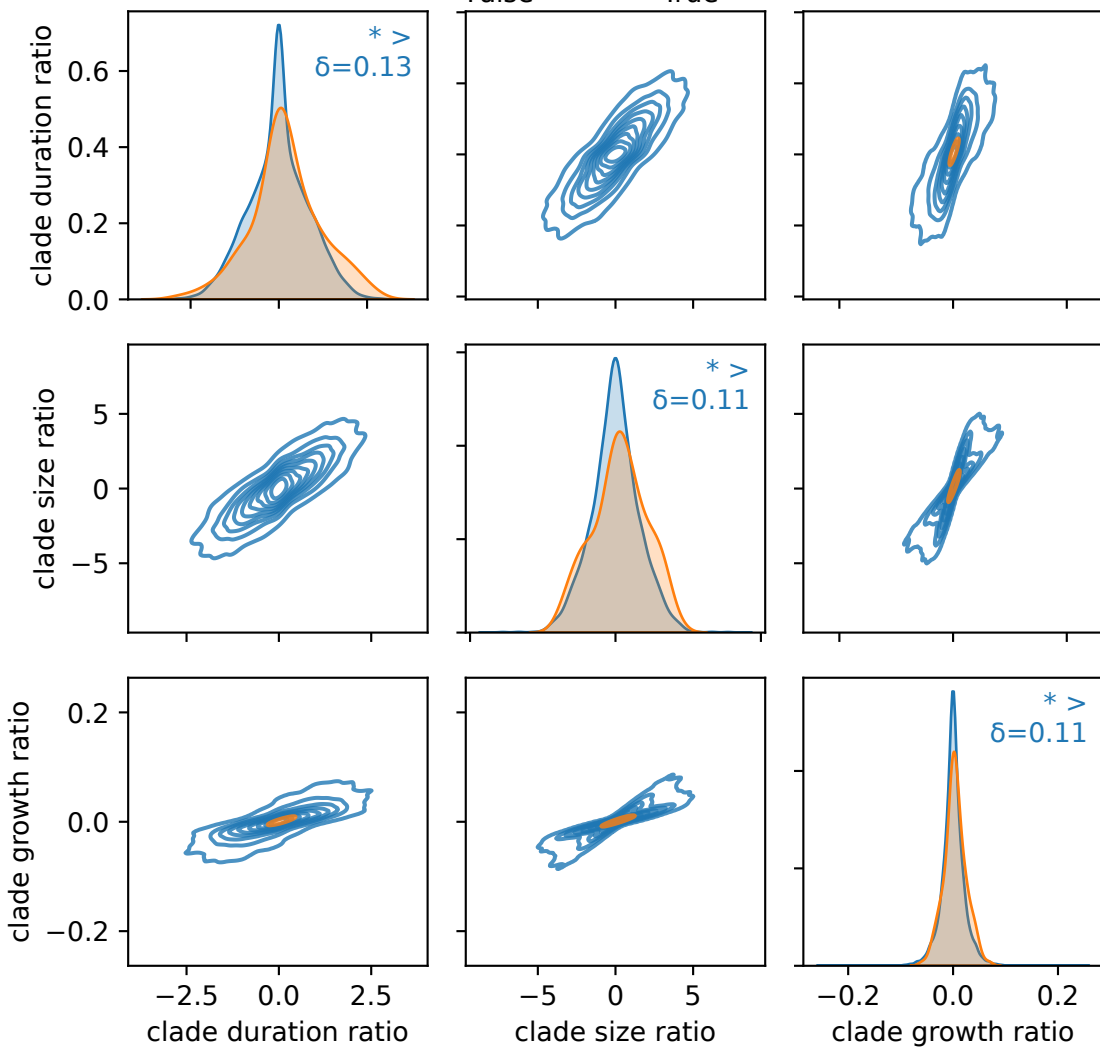 clade duration ratio
0.6
0.4
0.2
0.0
* >
δ=0.13
clade size ratio
5
0
−5
* >
δ=0.11
clade growth ratio
0.2
0.0
−0.2
* >
δ=0.11
−2.5 0.0 2.5
−5 0 5
−0.2 0.0 0.2
clade duration ratio
clade size ratio
clade growth ratio